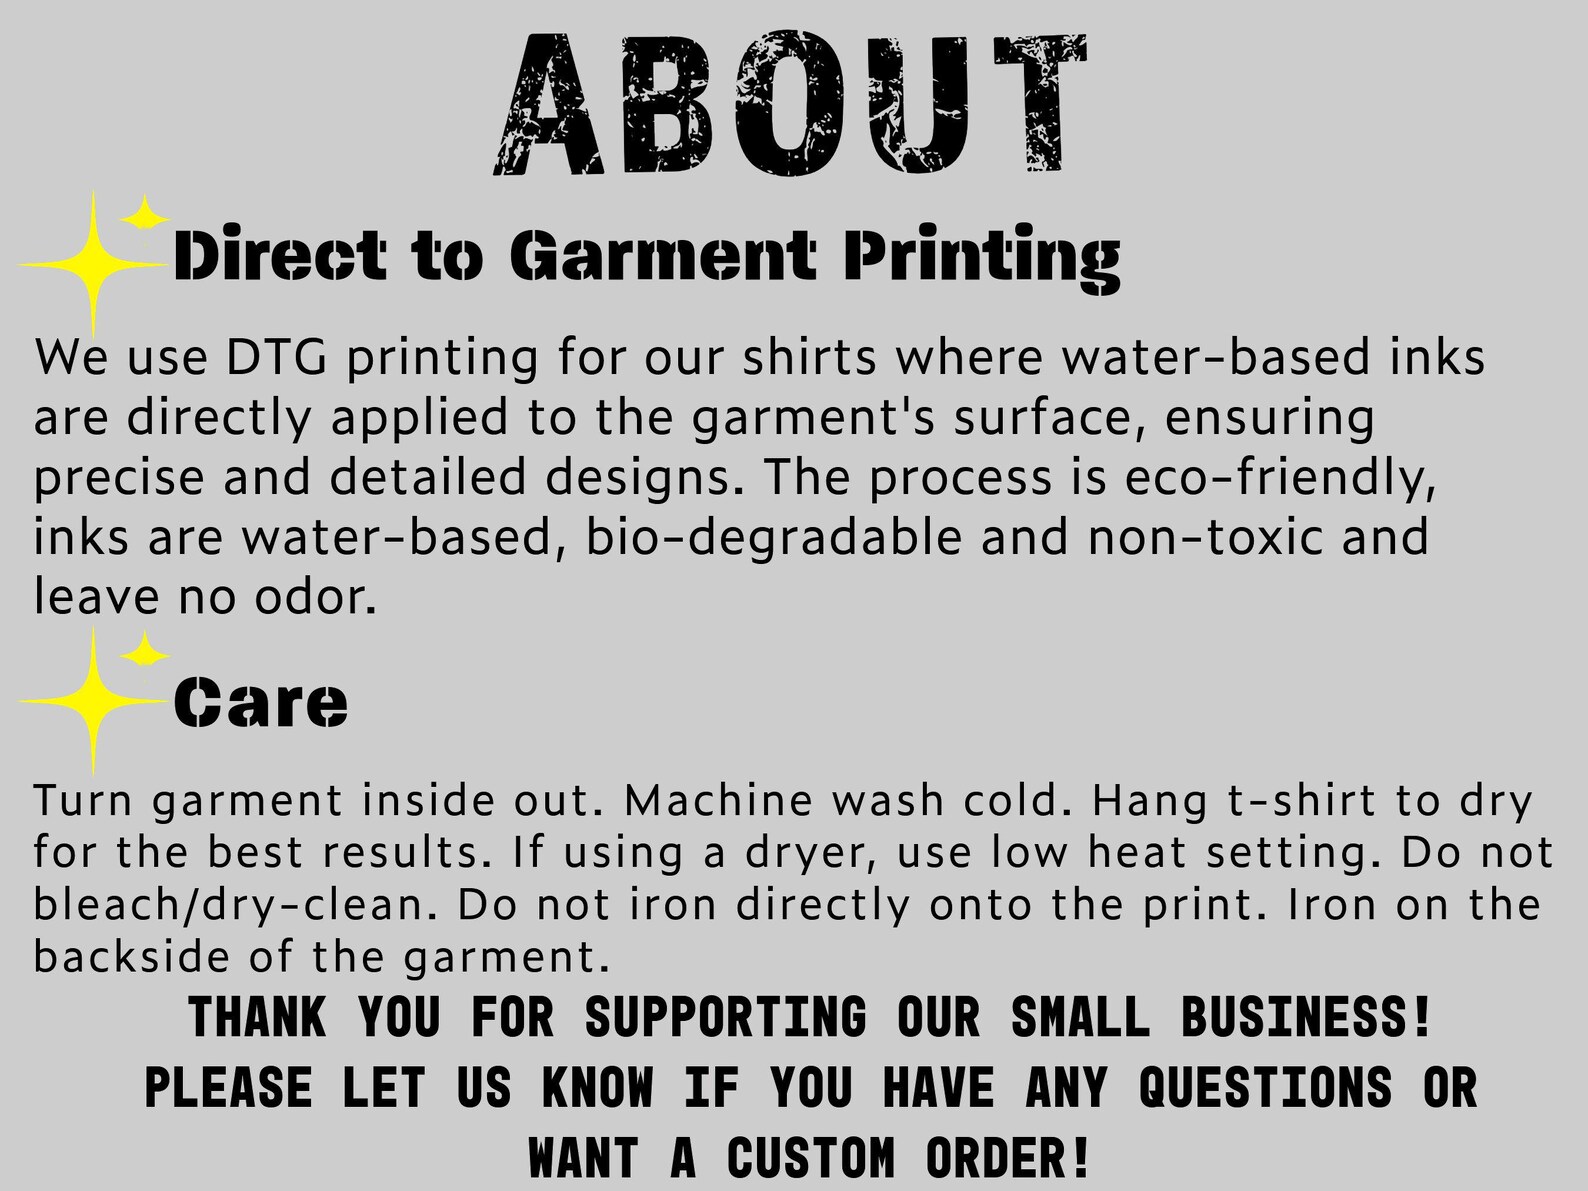 ABOUT
Direct to Garment Printing
We use DTG printing for our shirts where water-based inks
are directly applied to the garment's surface, ensuring
precise and detailed designs. The process is eco-friendly,
inks are water-based, bio-degradable and non-toxic and
leave no odor.
Care
Turn garment inside out. Machine wash cold. Hang t-shirt to dry
for the best results. If using a dryer, use low heat setting. Do not
bleach/dry-clean. Do not iron directly onto the print. Iron on the
backside of the garment.
THANK YOU FOR SUPPORTING OUR SMALL BUSINESS!
PLEASE LET US KNOW IF YOU HAVE ANY QUESTIONS OR
WANT A CUSTOM ORDER!